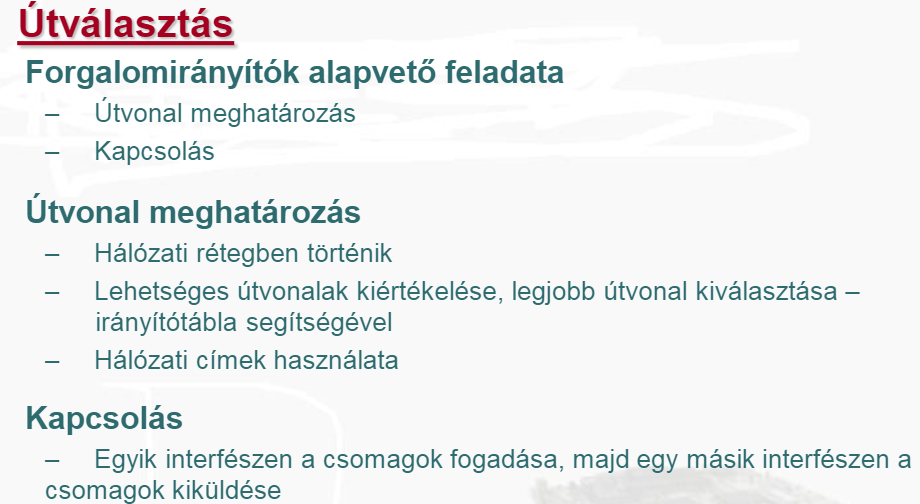 Útválasztás
Forgalomirányítók alapvető feladata
– Útvonal meghatározás
– Kapcsolás
Útvonal meghatározás
– Hálózati rétegben történik
– Lehetséges útvonalak kiértékelése, legjobb útvonal kiválasztása –
irányítótábla segítségével
– Hálózati címek használata
Kapcsolás
– Egyik interfészen a csomagok fogadása, majd egy másik interfészen a
csomagok kiküldése